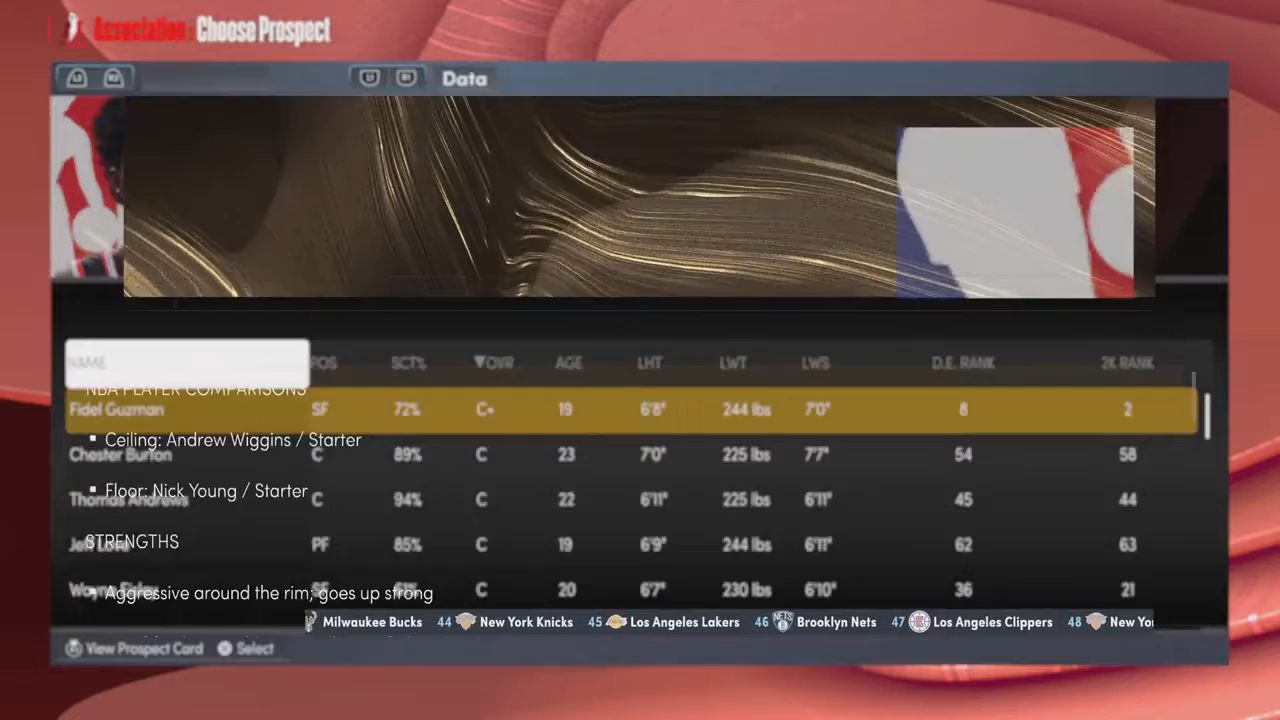 Association: Choose Prospect
Data
NAME POS SCT% ▼OVR AGE LHT LWT LWS D.E. RANK 2K RANK
NBA PLAYER COMPARISONS
Fidel Guzman SF 72% C+ 19 6'8" 244 lbs 7'0" 8 2
▪ Ceiling: Andrew Wiggins / Starter
Chester Burton C 89% C 23 7'0" 225 lbs 7'7" 54 58
▪ Floor: Nick Young / Starter
Thomas Andrews C 94% C 22 6'11" 225 lbs 6'11" 45 44
STRENGTHS
PF 85% C 19 6'9" 244 lbs 6'11" 62 63
C 20 6'7" 230 lbs 6'10" 36 21
▪ Aggressive around the rim; goes up strong
Milwaukee Bucks 44 New York Knicks 45 Los Angeles Lakers 46 Brooklyn Nets 47 Los Angeles Clippers 48 New Yo
View Prospect Card Select